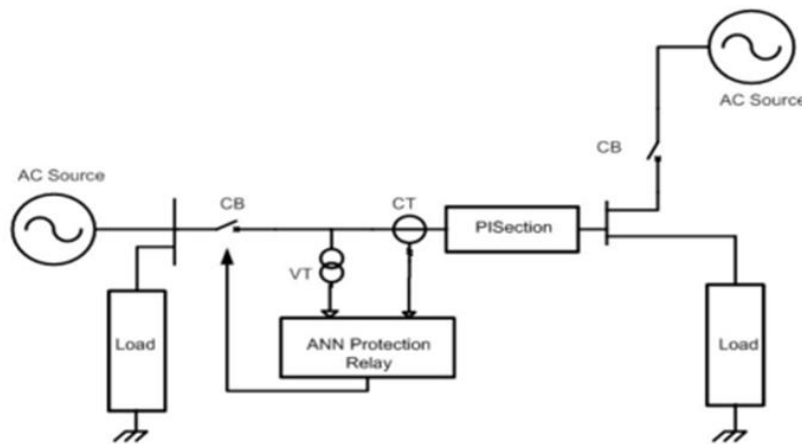 AC Source
CB
AC Source
CB
CT
PISection
VT
Load
ANN Protection
Relay
Load